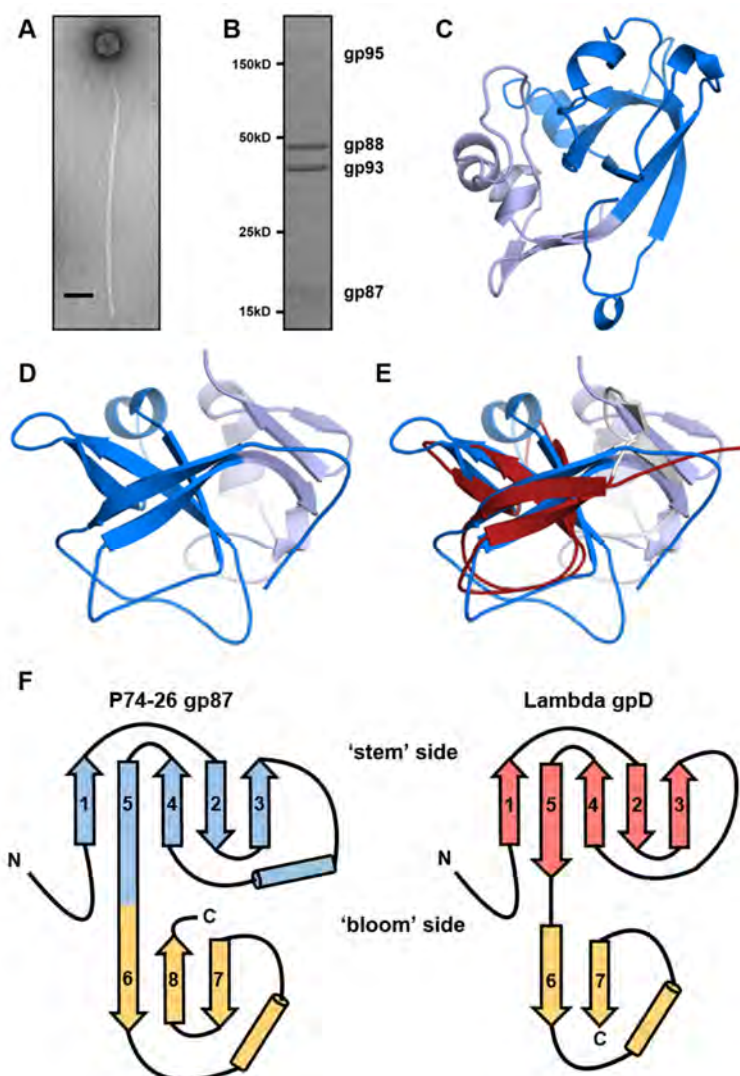 A
B
C
150kD
50kD
25kD
15kD
gp95
gp88
gp93
gp87
D
E
F
P74-26 gp87
Lambda gpD
'stem' side
'bloom' side
N
1
5
4
2
3
C
6
8
7
N
1
5
4
2
3
6
7
C